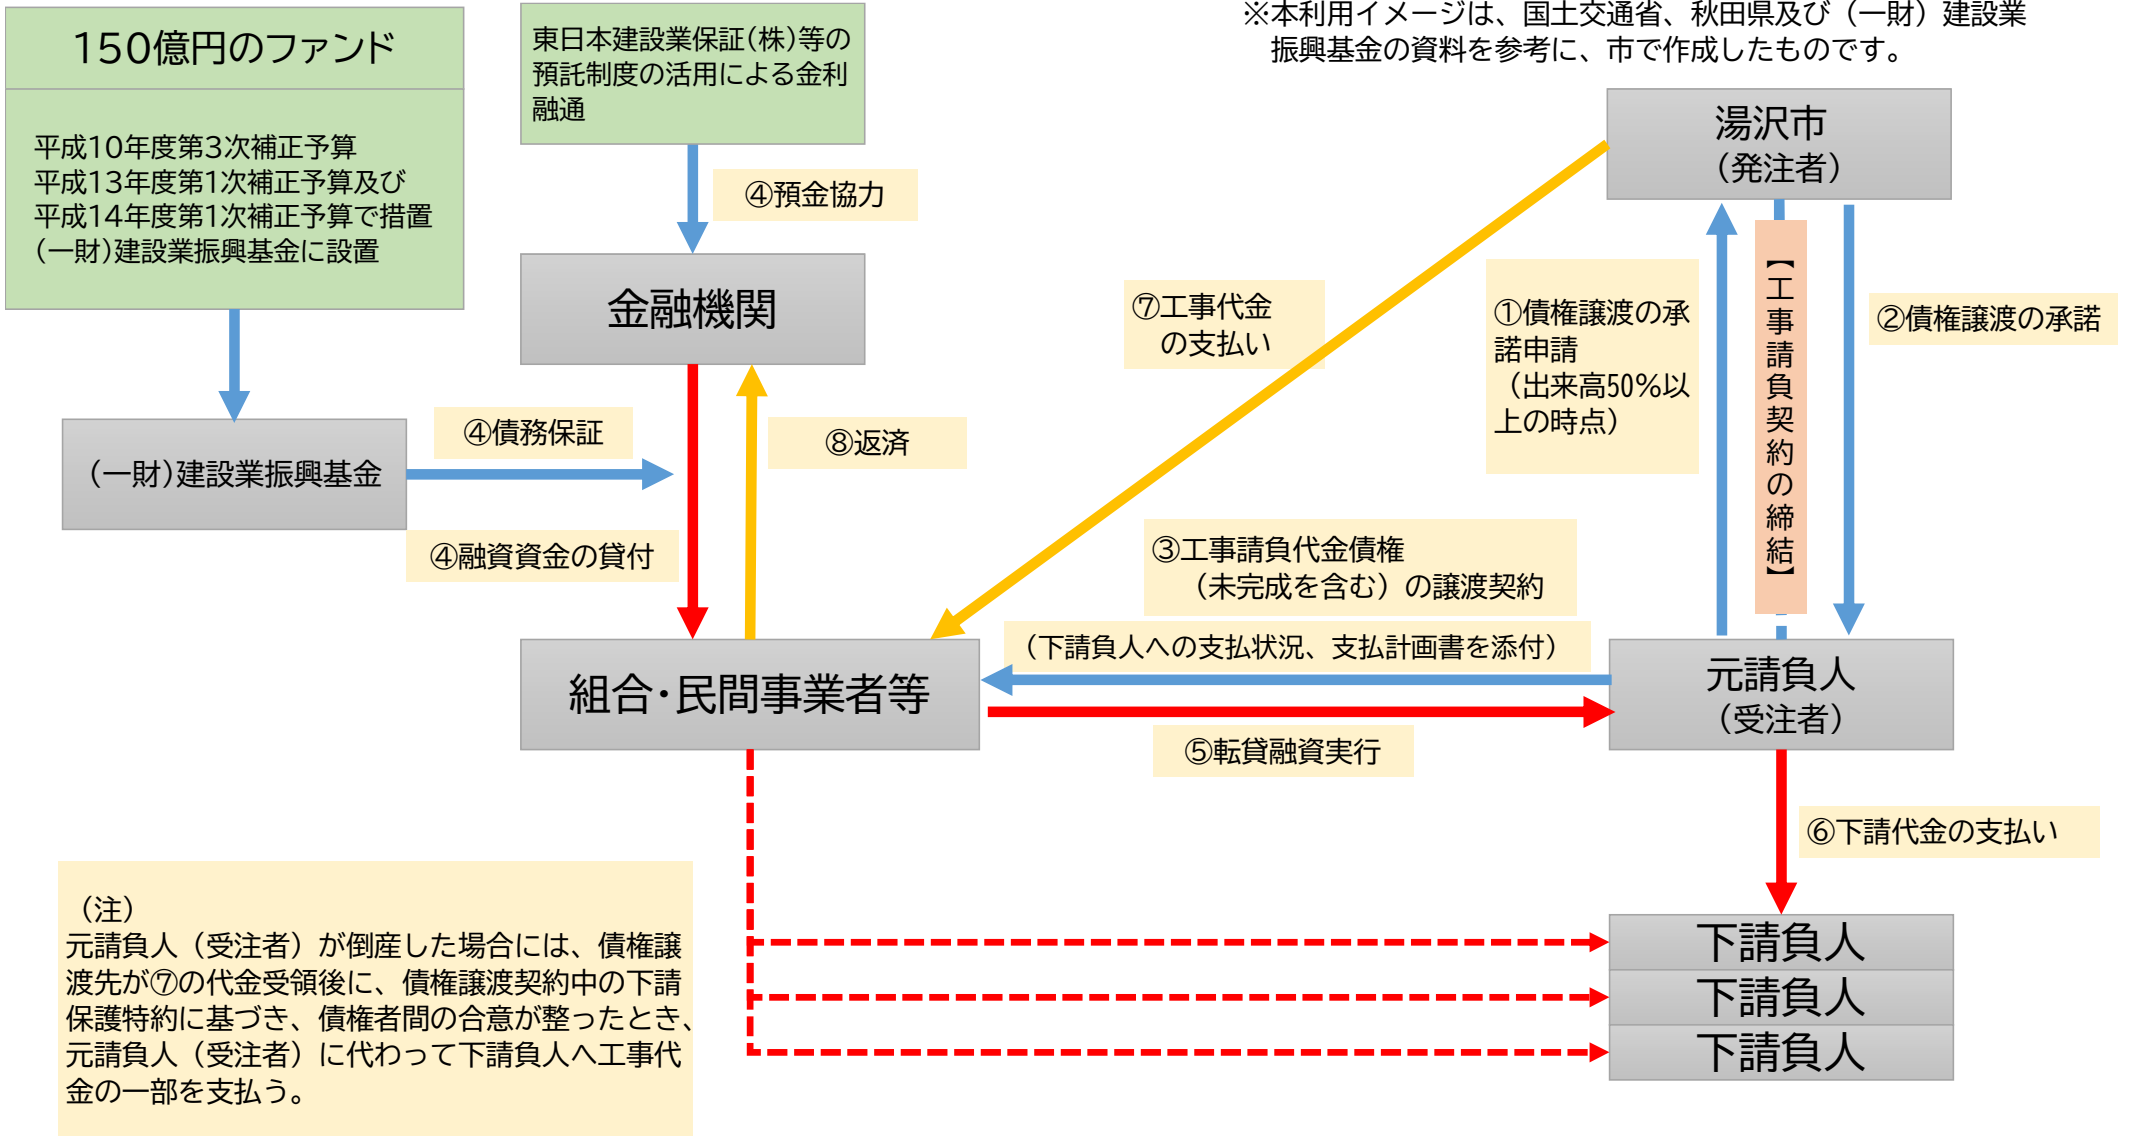 ※本利用イメージは、国土交通省、秋田県及び（一財）建設業
振興基金の資料を参考に、市で作成したものです。
150億円のファンド
平成10年度第3次補正予算
平成13年度第1次補正予算及び
平成14年度第1次補正予算で措置
（一財）建設業振興基金に設置
東日本建設業保証（株）等の
預託制度の活用による金利
融通
④預金協力
湯沢市
（発注者）
金融機関
⑦工事代金
の支払い
①債権譲渡の承
諾申請
（出来高50％以
上の時点）
【工事請負契約の締結】
②債権譲渡の承諾
④債務保証
⑧返済
（一財）建設業振興基金
④融資資金の貸付
③工事請負代金債権
（未完成を含む）の譲渡契約
（下請負人への支払状況、支払計画書を添付）
組合・民間事業者等
元請負人
（受注者）
⑤転貸融資実行
⑥下請代金の支払い
（注）
元請負人（受注者）が倒産した場合には、債権譲
渡先が⑦の代金受領後に、債権譲渡契約中の下請
保護特約に基づき、債権者間の合意が整ったとき、
元請負人（受注者）に代わって下請負人へ工事代
金の一部を支払う。
下請負人
下請負人
下請負人